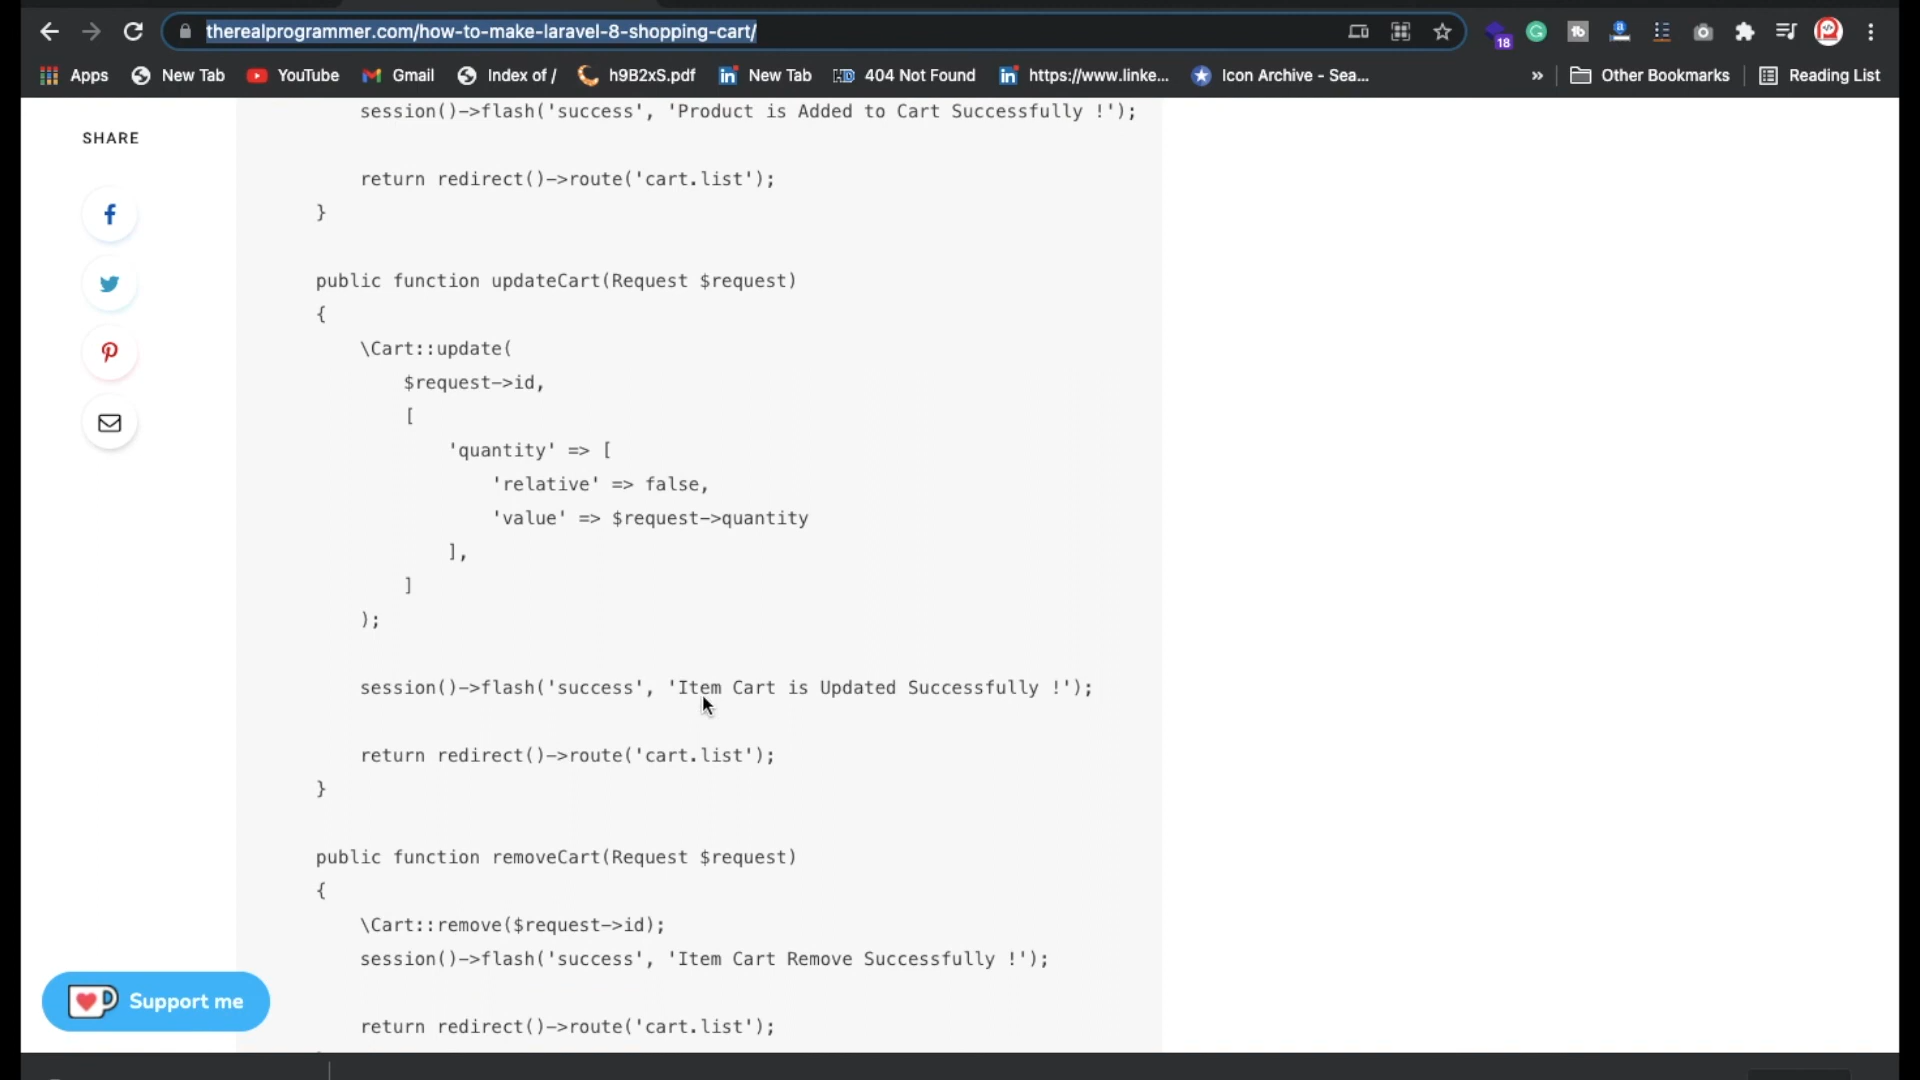 therealprogrammer.com/how-to-make-laravel-8-shopping-cart/
18
Apps New Tab YouTube Gmail Index of / h9B2xS.pdf New Tab 404 Not Found https://www.linke... Icon Archive - Sea... » Other Bookmarks Reading List
SHARE
session()->flash('success', 'Product is Added to Cart Successfully !');
return redirect()->route('cart.list');
}
public function updateCart(Request $request)
{
\Cart::update(
$request->id,
[
'quantity' => [
'relative' => false,
'value' => $request->quantity
],
]
);
session()->flash('success', 'Item Cart is Updated Successfully !');
return redirect()->route('cart.list');
}
public function removeCart(Request $request)
{
\Cart::remove($request->id);
session()->flash('success', 'Item Cart Remove Successfully !');
return redirect()->route('cart.list');
Support me